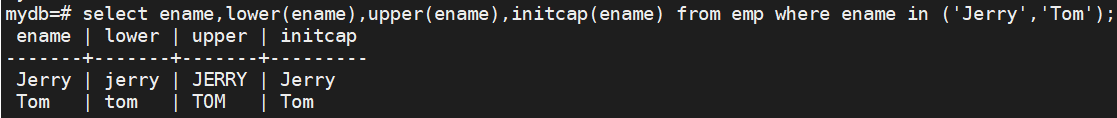 mydb=# select ename,lower(ename),upper(ename),initcap(ename) from emp where ename in ('Jerry','Tom');
 ename | lower | upper | initcap
-------+-------+-------+---------
 Jerry | jerry | JERRY | Jerry
 Tom   | tom   | TOM   | Tom